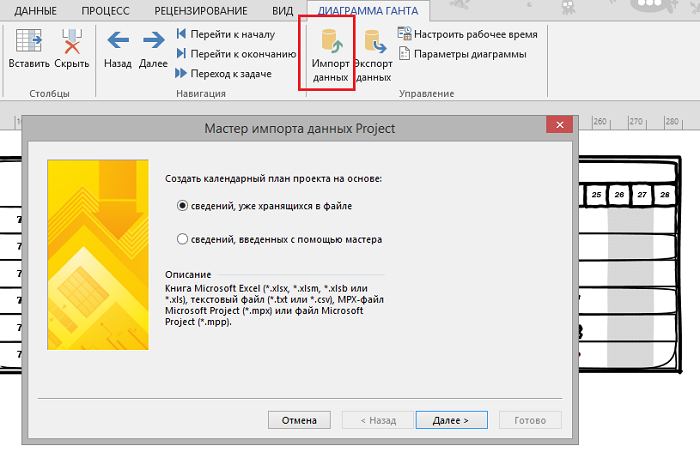 ДАННЫЕ ПРОЦЕСС РЕЦЕНЗИРОВАНИЕ ВИД ДИАГРАММА ГАНТА
Вставить Скрыть
Столбцы
Назад Далее
Перейти к началу
Перейти к окончанию
Переход к задаче
Навигация
Импорт данных
Экспорт данных
Настроить рабочее время
Параметры диаграммы
Управление
260 270 280
Мастер импорта данных Project
25 26 27 28
Создать календарный план проекта на основе:
сведений, уже хранящихся в файле
сведений, введенных с помощью мастера
Описание
Книга Microsoft Excel (*.xlsx, *.xlsm, *.xlsb или
*.xls), текстовый файл (*.txt или *.csv), MPX-файл
Microsoft Project (*.mpx) или файл Microsoft
Project (*.mpp).
Отмена < Назад Далее > Готово